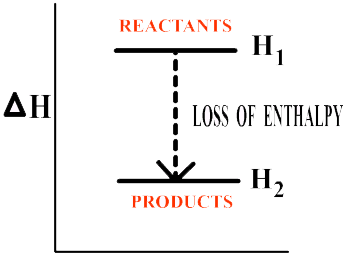 REACTANTS
H1
ΔH
LOSS OF ENTHALPY
H2
PRODUCTS